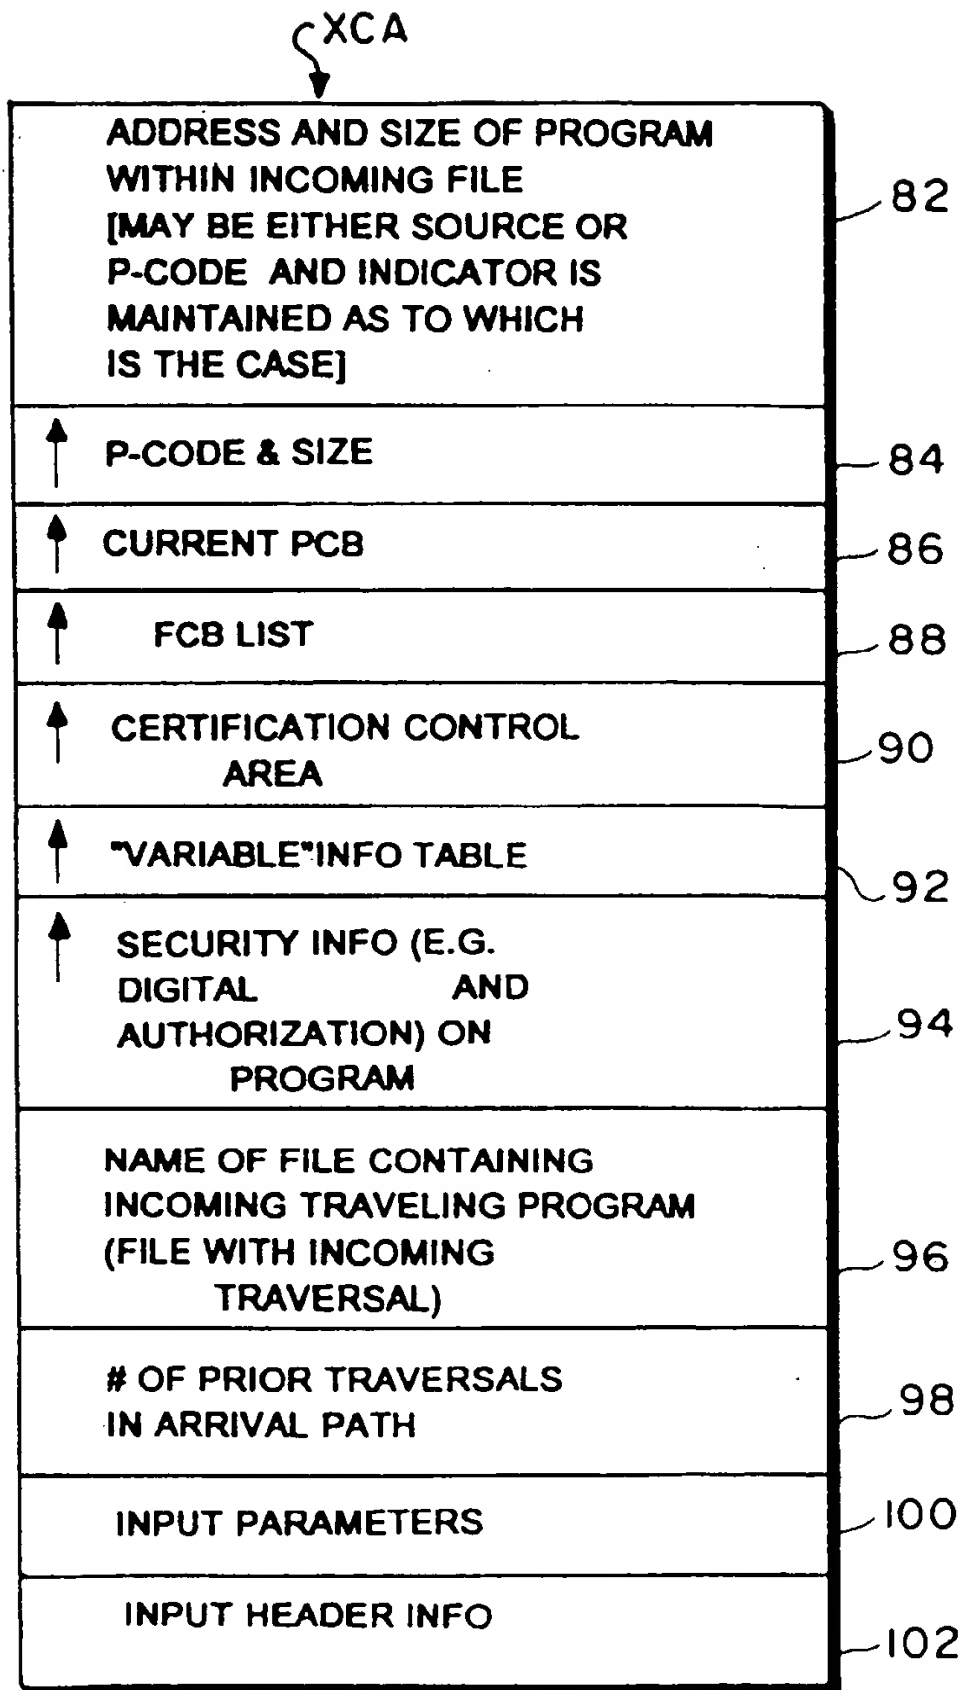 XCA
ADDRESS AND SIZE OF PROGRAM
WITHIN INCOMING FILE
[MAY BE EITHER SOURCE OR
P-CODE AND INDICATOR IS
MAINTAINED AS TO WHICH
IS THE CASE]
82
P-CODE & SIZE
84
CURRENT PCB
86
FCB LIST
88
CERTIFICATION CONTROL
AREA
90
"VARIABLE"INFO TABLE
92
SECURITY INFO (E.G.
DIGITAL AND
AUTHORIZATION) ON
PROGRAM
94
NAME OF FILE CONTAINING
INCOMING TRAVELING PROGRAM
(FILE WITH INCOMING
TRAVERSAL)
96
# OF PRIOR TRAVERSALS
IN ARRIVAL PATH
98
INPUT PARAMETERS
100
INPUT HEADER INFO
102